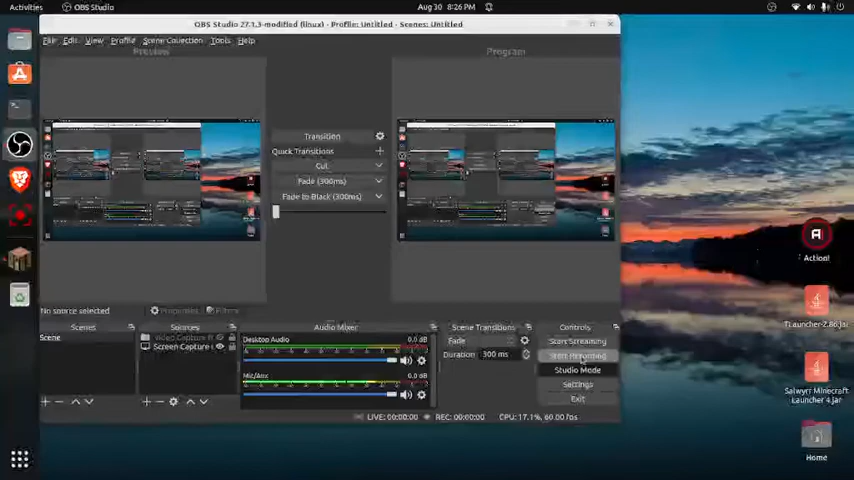 Activities
OBS Studio
Aug 30 8:26 PM
OBS Studio 27.1.3-modified (linux) - Profile: Untitled - Scenes: Untitled
File Edit View Profile Scene Collection Tools Help
Preview
Program
Transition
Quick Transitions
Cut
Fade (300ms)
Fade to Black (300ms)
No source selected
Properties
Filters
Scenes
Sources
Audio Mixer
Scene Transitions
Controls
Scene
Video Capture
Screen Capture
Desktop Audio
0.0 dB
Mic/Aux
0.0 dB
Fade
Duration 300 ms
Start Streaming
Start Recording
Studio Mode
Settings
Exit
LIVE: 00:00:00
REC: 00:00:00
CPU: 17.1%, 60.00 fps
Action!
TLauncher-2.86.jar
Salwyrr Minecraft
Launcher 4.jar
Home